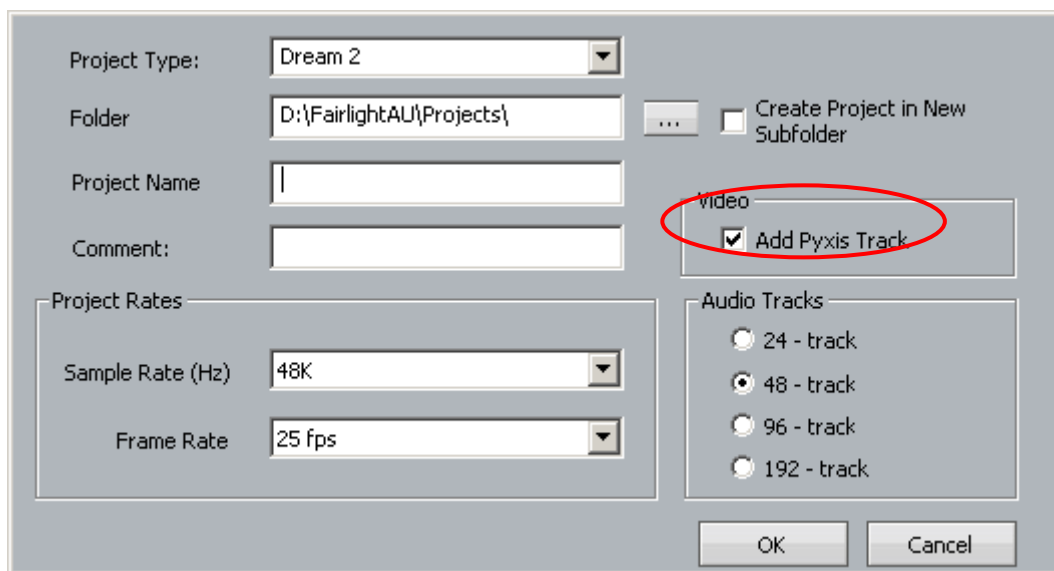 Project Type:
Dream 2
Folder
D:\FairlightAU\Projects\
...
Create Project in New
Subfolder
Project Name
Comment:
Video
Add Pyxis Track
Project Rates
Sample Rate (Hz)
48K
Frame Rate
25 fps
Audio Tracks
24 - track
48 - track
96 - track
192 - track
OK
Cancel